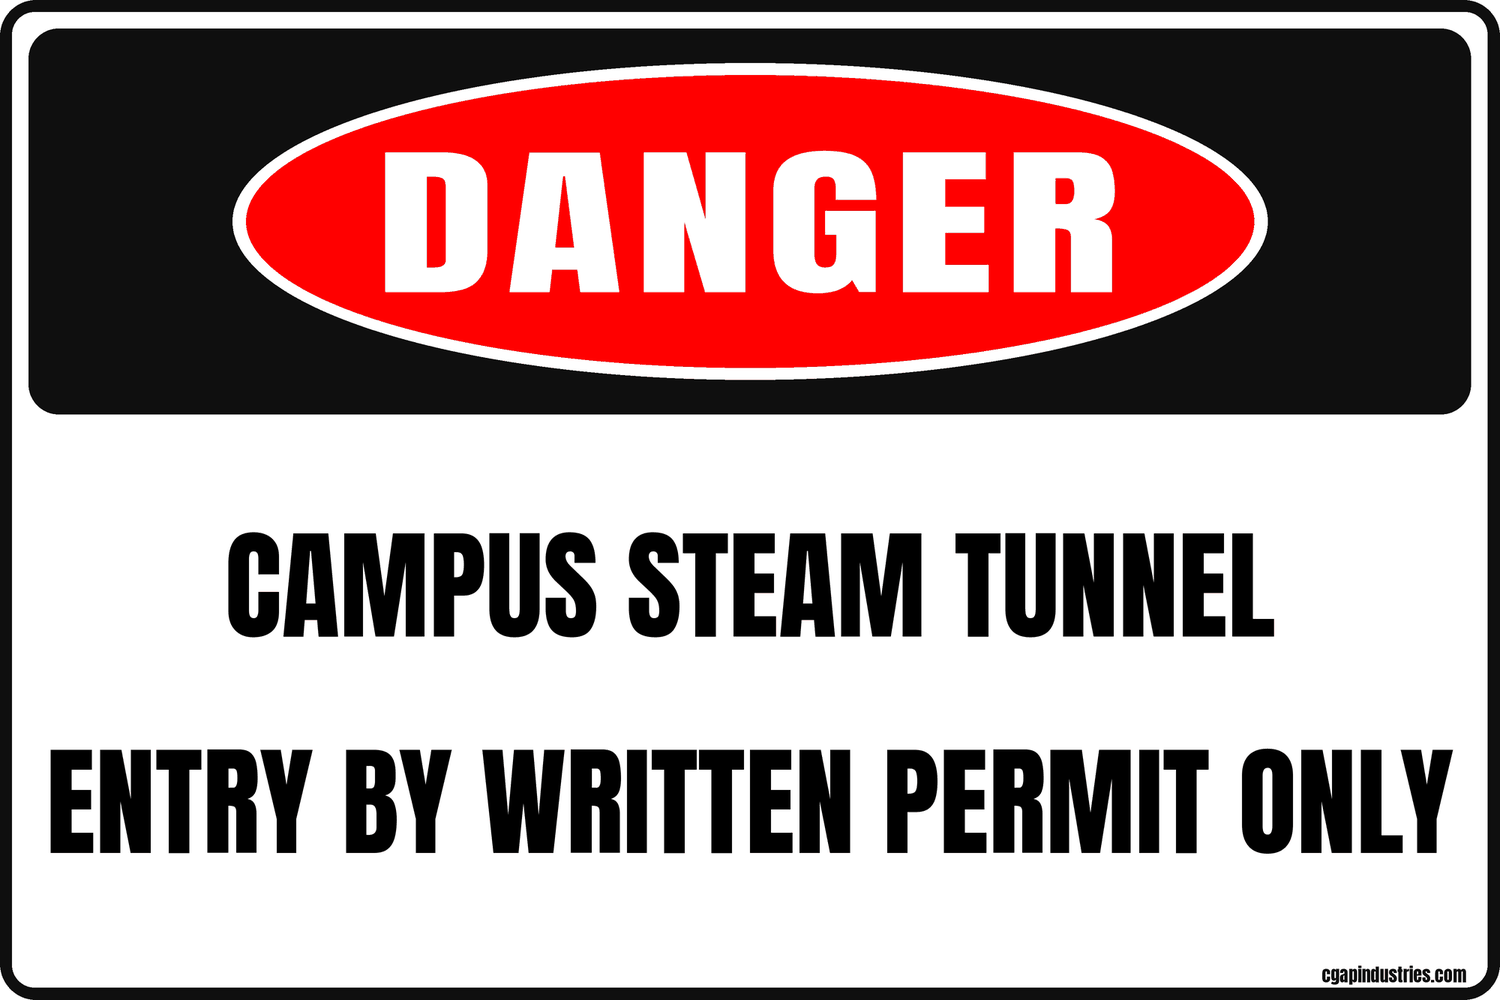 DANGER
CAMPUS STEAM TUNNEL
ENTRY BY WRITTEN PERMIT ONLY
cgapindustries.com